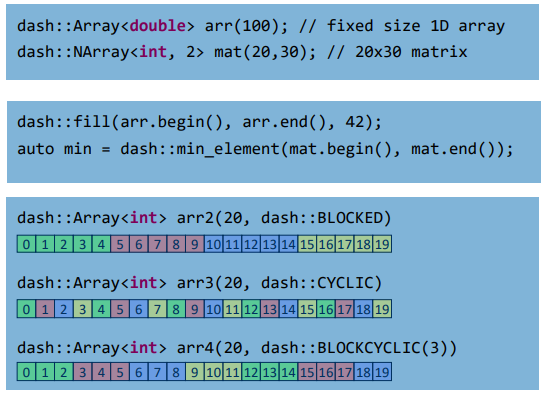 dash::Array<double> arr(100); // fixed size 1D array
dash::NArray<int, 2> mat(20,30); // 20x30 matrix
dash::fill(arr.begin(), arr.end(), 42);
auto min = dash::min_element(mat.begin(), mat.end());
dash::Array<int> arr2(20, dash::BLOCKED)
0 1 2 3 4 5 6 7 8 9 10 11 12 13 14 15 16 17 18 19
dash::Array<int> arr3(20, dash::CYCLIC)
0 1 2 3 4 5 6 7 8 9 10 11 12 13 14 15 16 17 18 19
dash::Array<int> arr4(20, dash::BLOCKCYCLIC(3))
0 1 2 3 4 5 6 7 8 9 10 11 12 13 14 15 16 17 18 19